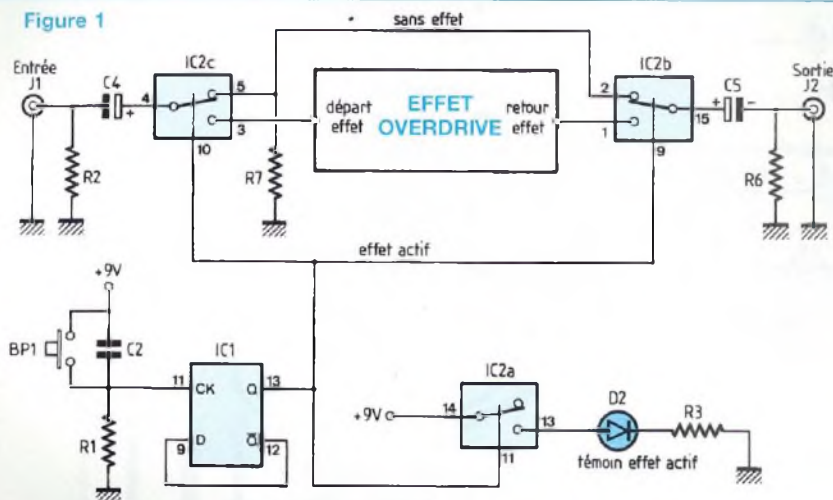 Figure 1
sans effet
Entrée
J1
C4
+
4
IC2c
5
3
10
R2
R7
départ
effet
EFFET
OVERDRIVE
retour
effet
IC2b
2
1
15
9
+
C5
-
Sortie
J2
R6
effet actif
+9V
BP1
C2
R1
IC1
11
CK
Q
13
9
D
Q
12
IC2a
+9V
14
13
11
D2
R3
témoin effet actif